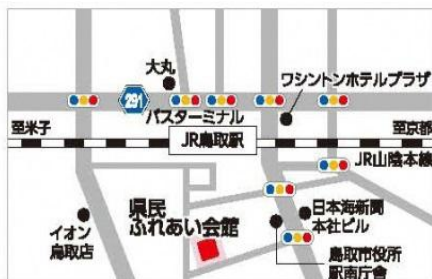 大丸
291
ワシントンホテルプラザ
バスターミナル
至米子
JR鳥取駅
至京都
JR山陰本線
県民
ふれあい会館
イオン
鳥取店
日本海新聞
本社ビル
鳥取市役所
駅南庁舎